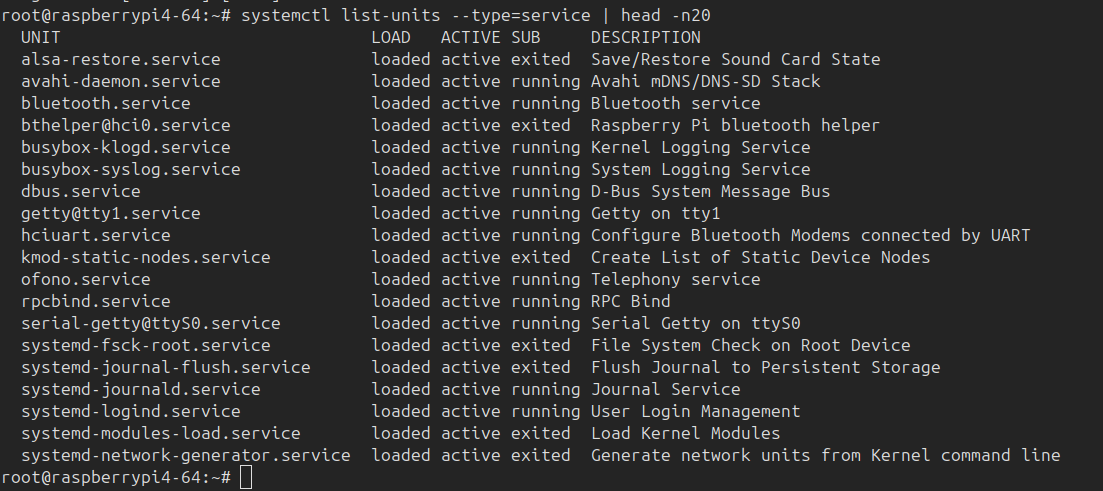 root@raspberrypi4-64:~# systemctl list-units --type=service | head -n20
  UNIT                               LOAD   ACTIVE SUB     DESCRIPTION
  alsa-restore.service               loaded active exited  Save/Restore Sound Card State
  avahi-daemon.service               loaded active running Avahi mDNS/DNS-SD Stack
  bluetooth.service                  loaded active running Bluetooth service
  bthelper@hci0.service              loaded active exited  Raspberry Pi bluetooth helper
  busybox-klogd.service              loaded active running Kernel Logging Service
  busybox-syslog.service             loaded active running System Logging Service
  dbus.service                       loaded active running D-Bus System Message Bus
  getty@tty1.service                 loaded active running Getty on tty1
  hciuart.service                    loaded active running Configure Bluetooth Modems connected by UART
  kmod-static-nodes.service          loaded active exited  Create List of Static Device Nodes
  ofono.service                      loaded active running Telephony service
  rpcbind.service                    loaded active running RPC Bind
  serial-getty@ttyS0.service         loaded active running Serial Getty on ttyS0
  systemd-fsck-root.service          loaded active exited  File System Check on Root Device
  systemd-journal-flush.service      loaded active exited  Flush Journal to Persistent Storage
  systemd-journald.service           loaded active running Journal Service
  systemd-logind.service             loaded active running User Login Management
  systemd-modules-load.service       loaded active exited  Load Kernel Modules
  systemd-network-generator.service  loaded active exited  Generate network units from Kernel command line
root@raspberrypi4-64:~#